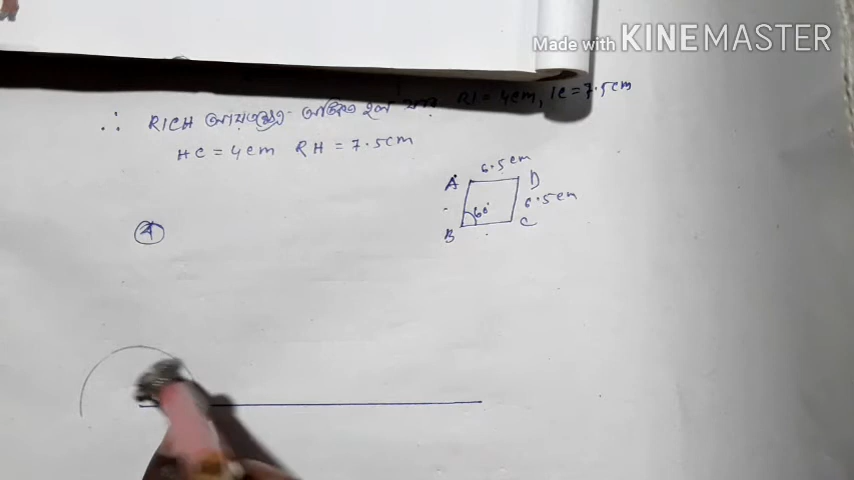 Made with KINEMASTER
∴ RICH আয়তক্ষেত্র অঙ্কিত হল যার RI = 4cm, IC = 7.5cm
HC = 4cm RH = 7.5cm
6.5cm
A D
6.5cm
60°
B C
4